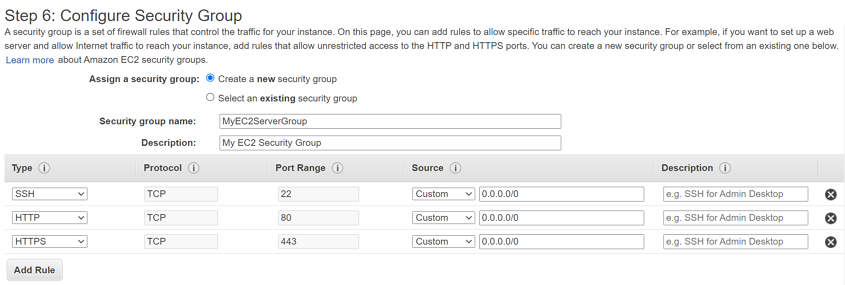 Step 6: Configure Security Group
A security group is a set of firewall rules that control the traffic for your instance. On this page, you can add rules to allow specific traffic to reach your instance. For example, if you want to set up a web
server and allow Internet traffic to reach your instance, add rules that allow unrestricted access to the HTTP and HTTPS ports. You can create a new security group or select from an existing one below.
Learn more about Amazon EC2 security groups.
Assign a security group: Create a new security group
Select an existing security group
Security group name: MyEC2ServerGroup
Description: My EC2 Security Group
Type i Protocol i Port Range i Source i Description i
SSH TCP 22 Custom 0.0.0.0/0 e.g. SSH for Admin Desktop
HTTP TCP 80 Custom 0.0.0.0/0 e.g. SSH for Admin Desktop
HTTPS TCP 443 Custom 0.0.0.0/0 e.g. SSH for Admin Desktop
Add Rule